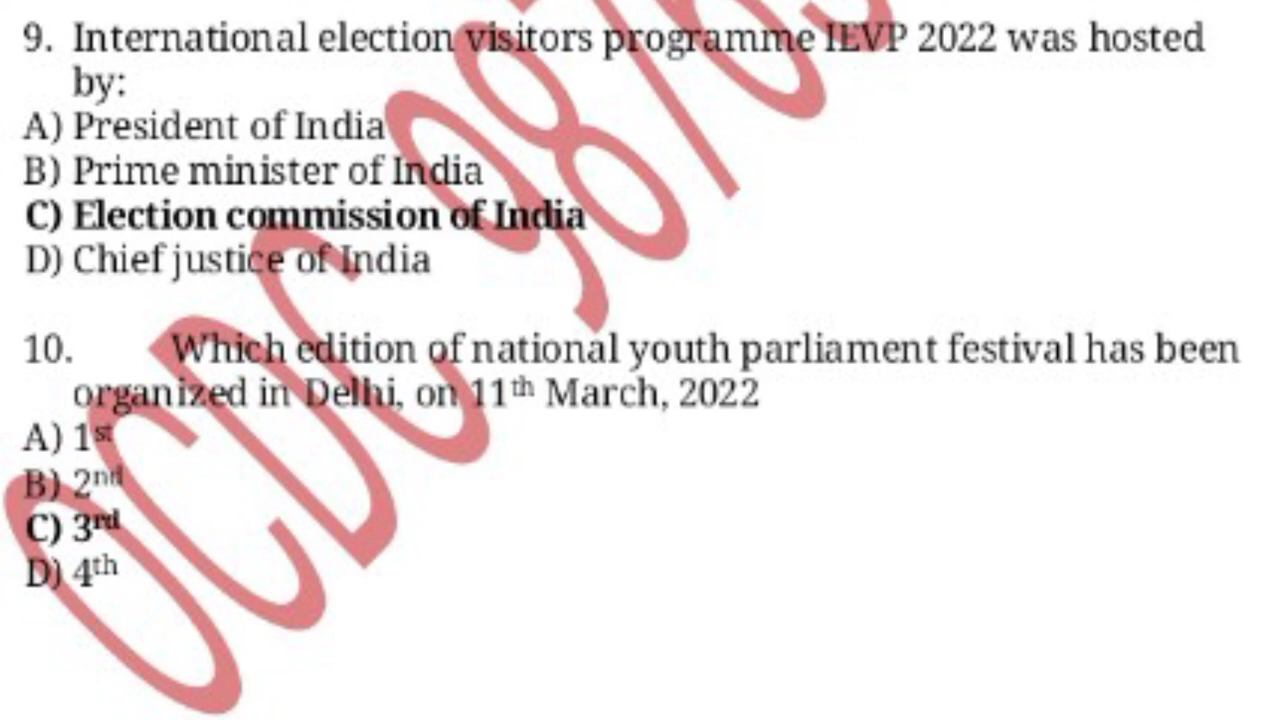 9. International election visitors programme IEVP 2022 was hosted
by:
A) President of India
B) Prime minister of India
C) Election commission of India
D) Chief justice of India
10. Which edition of national youth parliament festival has been
organized in Delhi, on 11th March, 2022
A) 1st
B) 2nd
C) 3rd
D) 4th
OCDC 987